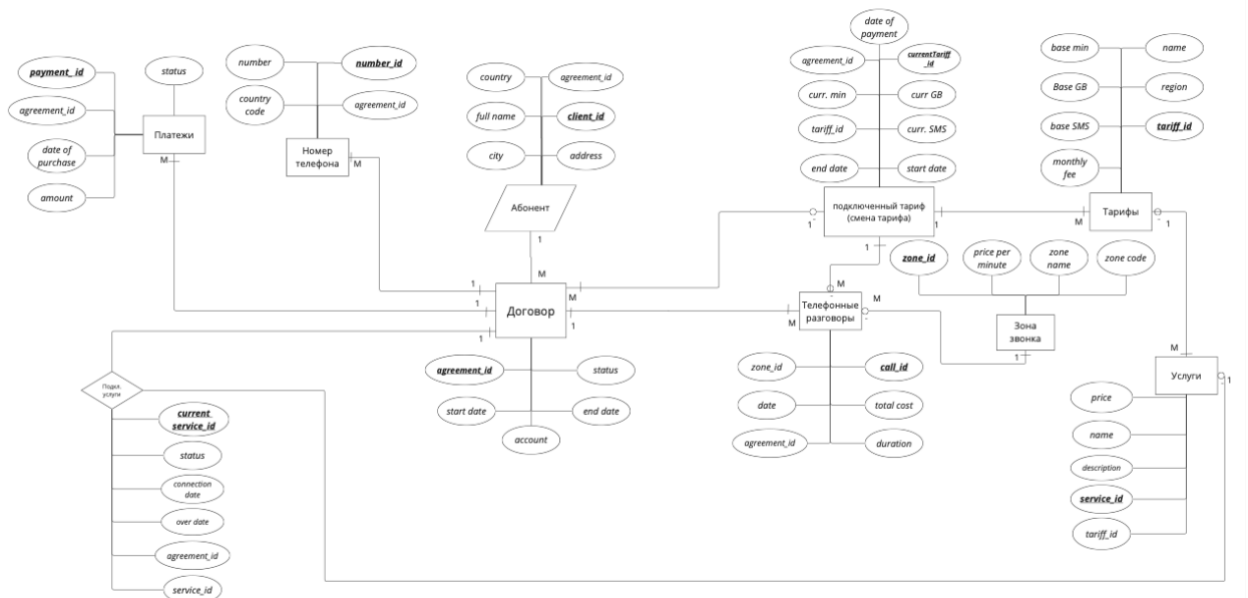 payment_id
agreement_id
date of
purchase
amount
status
Платежи
M
number
country
code
number_id
agreement_id
Номер
телефона
M
country
full name
city
agreement_id
client_id
address
Абонент
1
M
date of
payment
agreement_id
curr. min
tariff_id
end date
currentTariff
_id
curr GB
curr. SMS
start date
подключенный тариф
(смена тарифа)
1
1
1
M
base min
Base GB
base SMS
monthly
fee
name
region
tariff_id
Тарифы
M
1
zone_id
price per
minute
zone
name
zone code
Зона
звонка
1
M
M
Телефонные
разговоры
M
zone_id
date
agreement_id
call_id
total cost
duration
Договор
1
1
1
M
1
agreement_id
start date
account
status
end date
Подкл.
услуги
current
service_id
status
connection
date
over date
agreement_id
service_id
M
Услуги
1
price
name
description
service_id
tariff_id